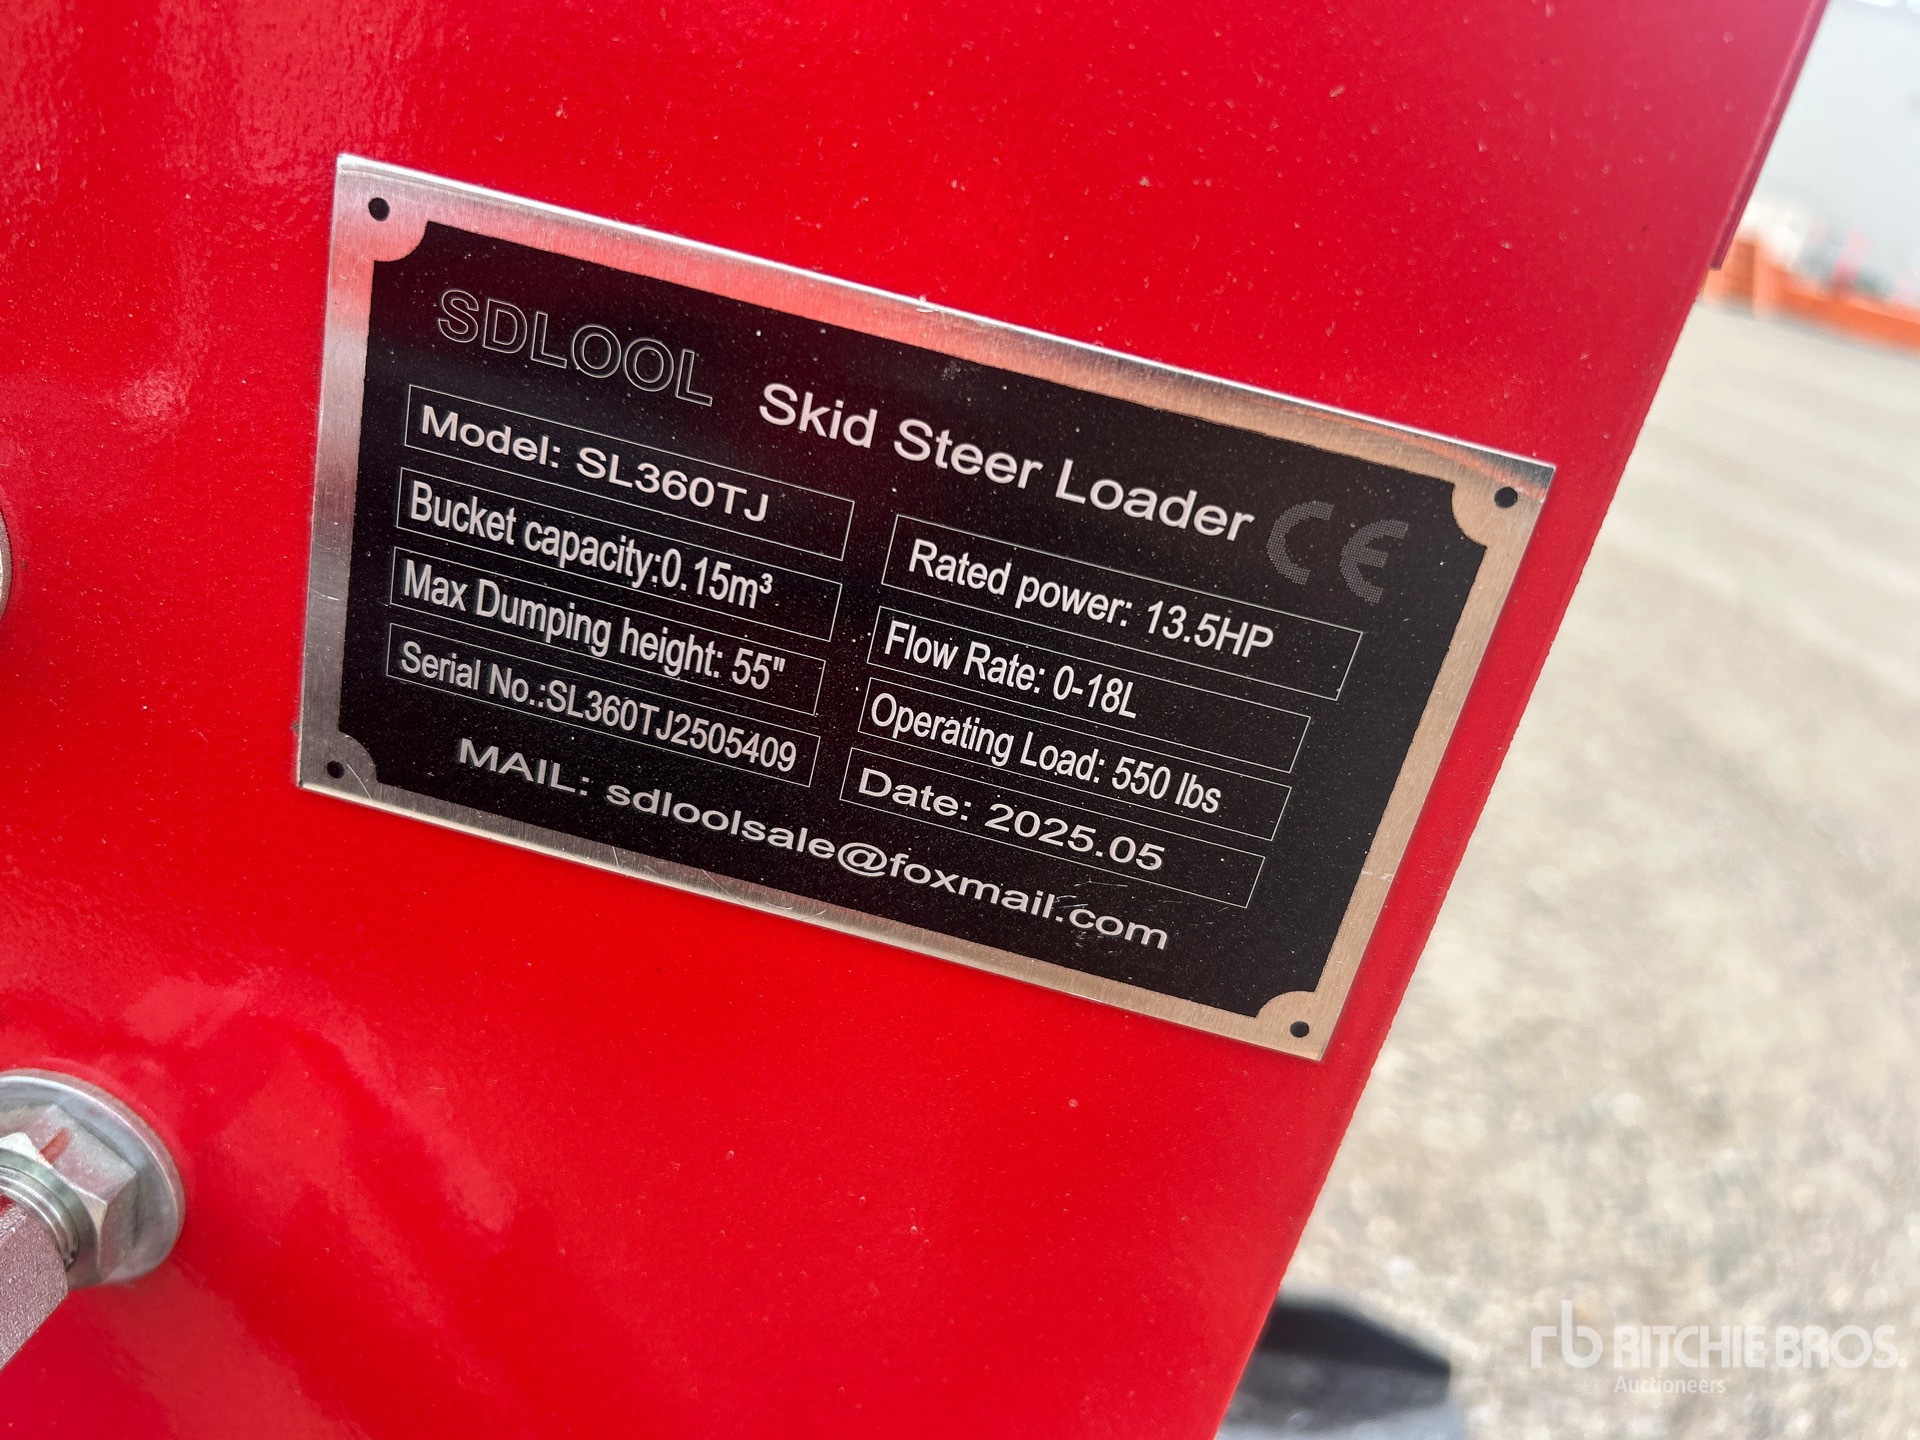 SDLOOL Skid Steer Loader CE
Model: SL360TJ
Rated power: 13.5HP
Bucket capacity:0.15m³
Flow Rate: 0-18L
Max Dumping height: 55"
Operating Load: 550 lbs
Serial No.:SL360TJ2505409
Date: 2025.05
MAIL: sdloolsale@foxmail.com
rb RITCHIE BROS.
Auctioneers